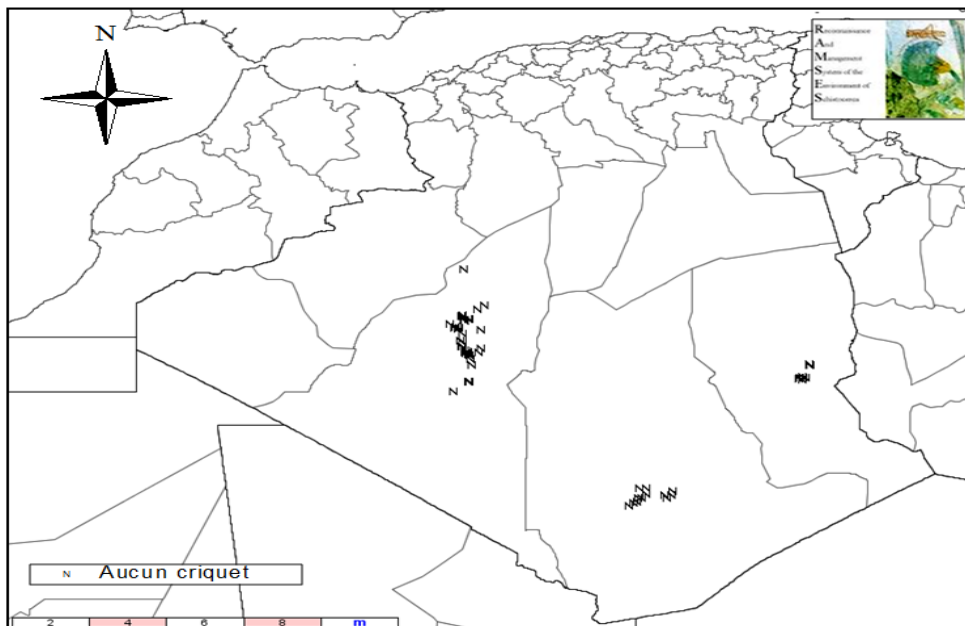 N
Reconnaissance
And
Management
System of the
Environment of
Schistocerca
N
N
N
N
N
N Aucun criquet
2 4 6 8 m